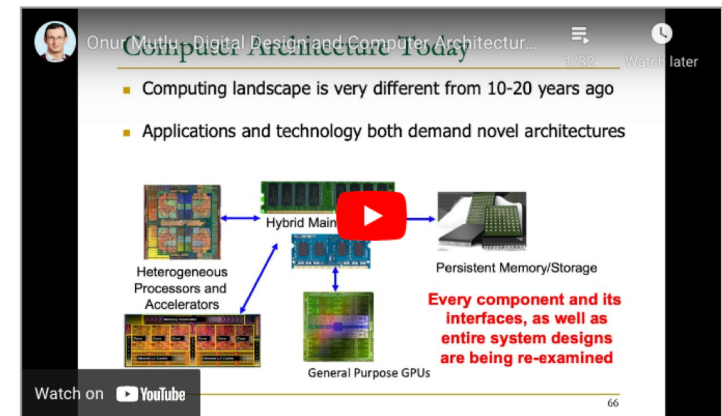 Onur Mutlu - Digital Design and Computer Architectur...
Computer Architecture Today
1/32
Watch later
Computing landscape is very different from 10-20 years ago
Applications and technology both demand novel architectures
Hybrid Main
Heterogeneous
Processors and
Accelerators
Persistent Memory/Storage
General Purpose GPUs
Every component and its
interfaces, as well as
entire system designs
are being re-examined
Watch on YouTube
66